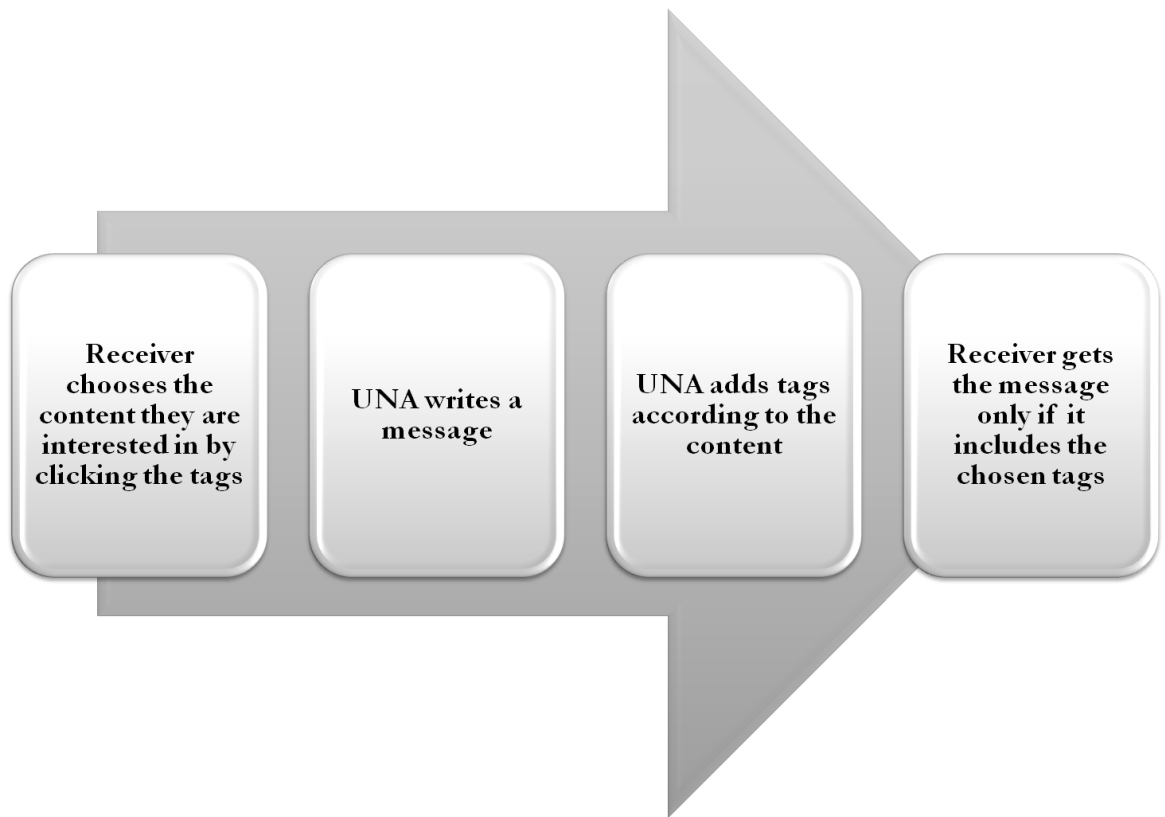 Receiver
chooses the
content they are
interested in by
clicking the tags
UNA writes a
message
UNA adds tags
according to the
content
Receiver gets
the message
only if it
includes the
chosen tags